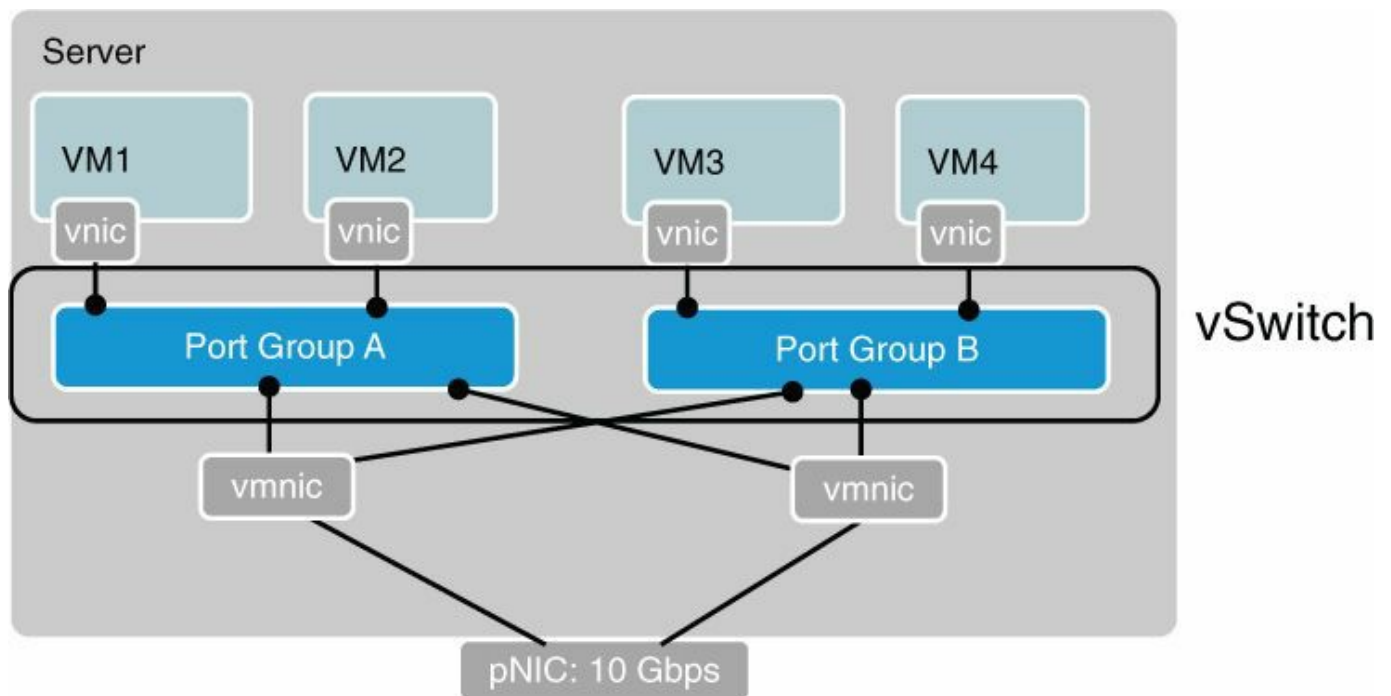 Server
VM1
VM2
VM3
VM4
vnic
vnic
vnic
vnic
Port Group A
Port Group B
vSwitch
vmnic
vmnic
pNIC: 10 Gbps